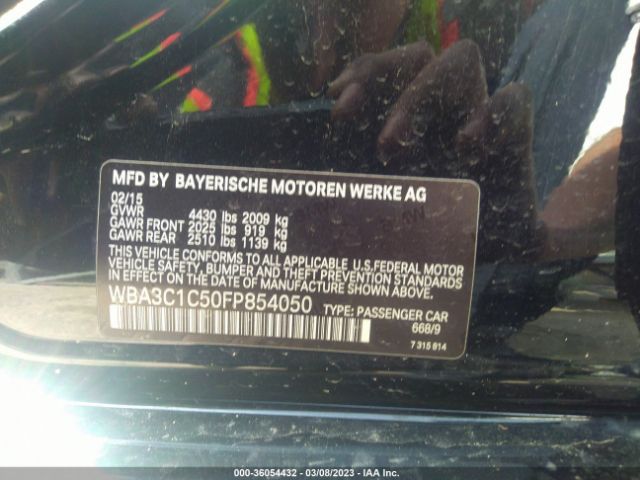 MFD BY BAYERISCHE MOTOREN WERKE AG
02/15
GVWR 4430 lbs 2009 kg
GAWR FRONT 2025 lbs 919 kg
GAWR REAR 2510 lbs 1139 kg
THIS VEHICLE CONFORMS TO ALL APPLICABLE U.S.FEDERAL MOTOR
VEHICLE SAFETY, BUMPER AND THEFT PREVENTION STANDARDS
IN EFFECT ON THE DATE OF MANUFACTURE SHOWN ABOVE.
WBA3C1C50FP854050 TYPE: PASSENGER CAR
668/9
7 315 814
000-36054432 - 03/08/2023 - IAA Inc.